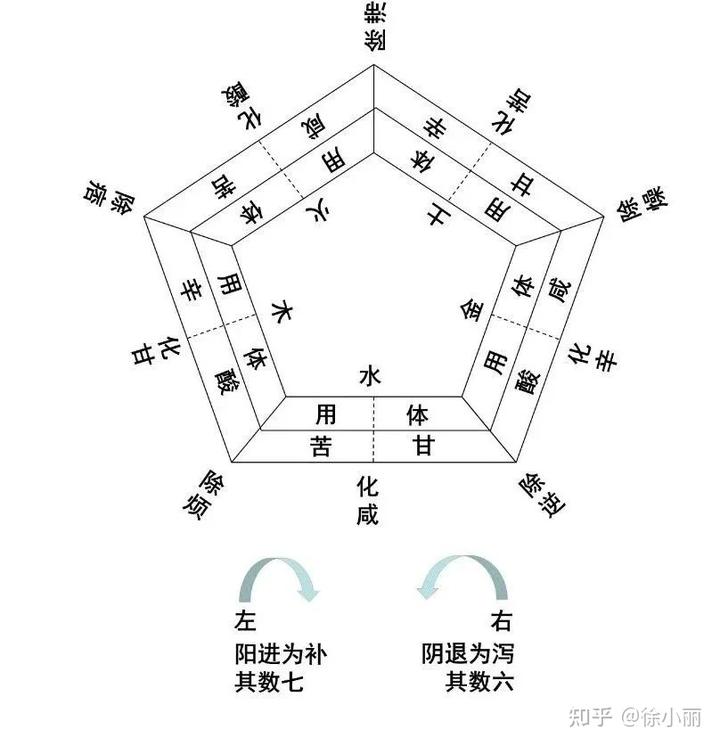 除滞
化酸
化苦
咸
辛
用
体
苦
甘
体
用
火
土
除痞
除燥
辛
用
体
咸
木
金
化甘
化辛
酸
体
用
酸
水
用
体
苦
甘
除烦
除逆
化咸
左
右
阳进为补
阴退为泻
其数七
其数六
知乎 @徐小丽